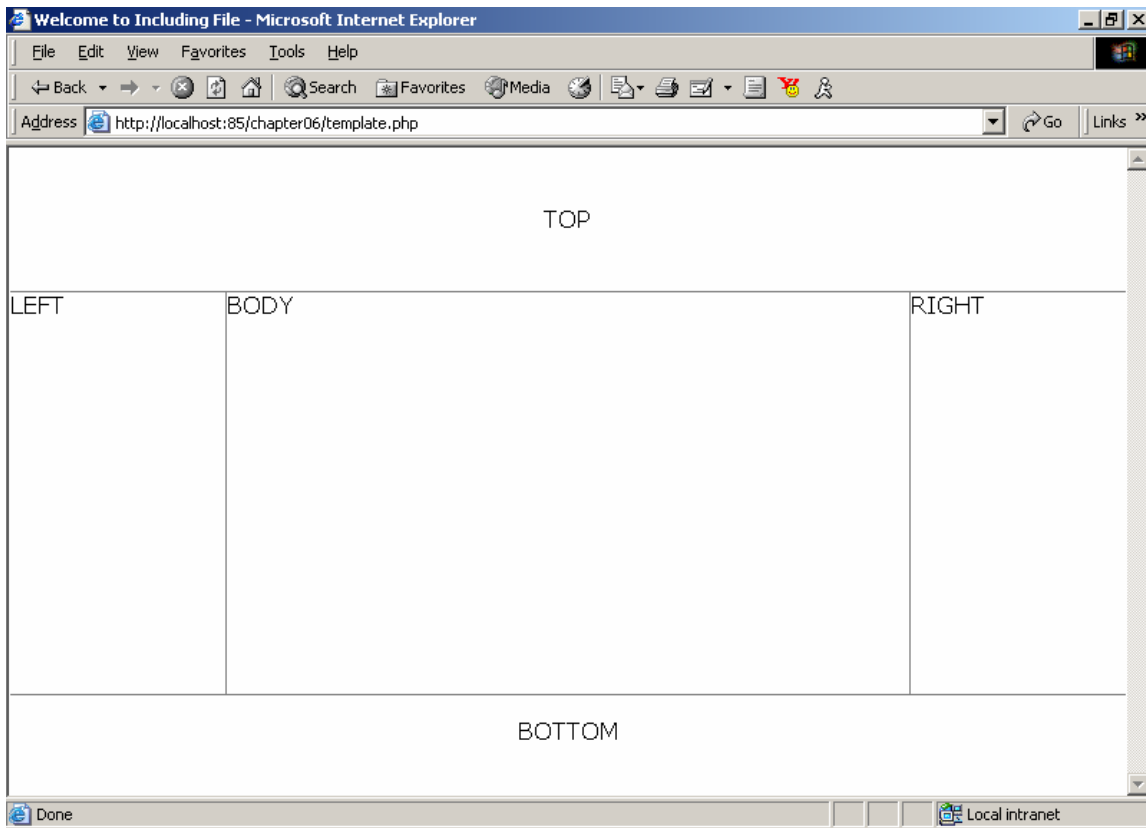 Welcome to Including File - Microsoft Internet Explorer
File Edit View Favorites Tools Help
Back Search Favorites Media
Address http://localhost:85/chapter06/template.php Go Links »
TOP
LEFT BODY RIGHT
BOTTOM
Done Local intranet